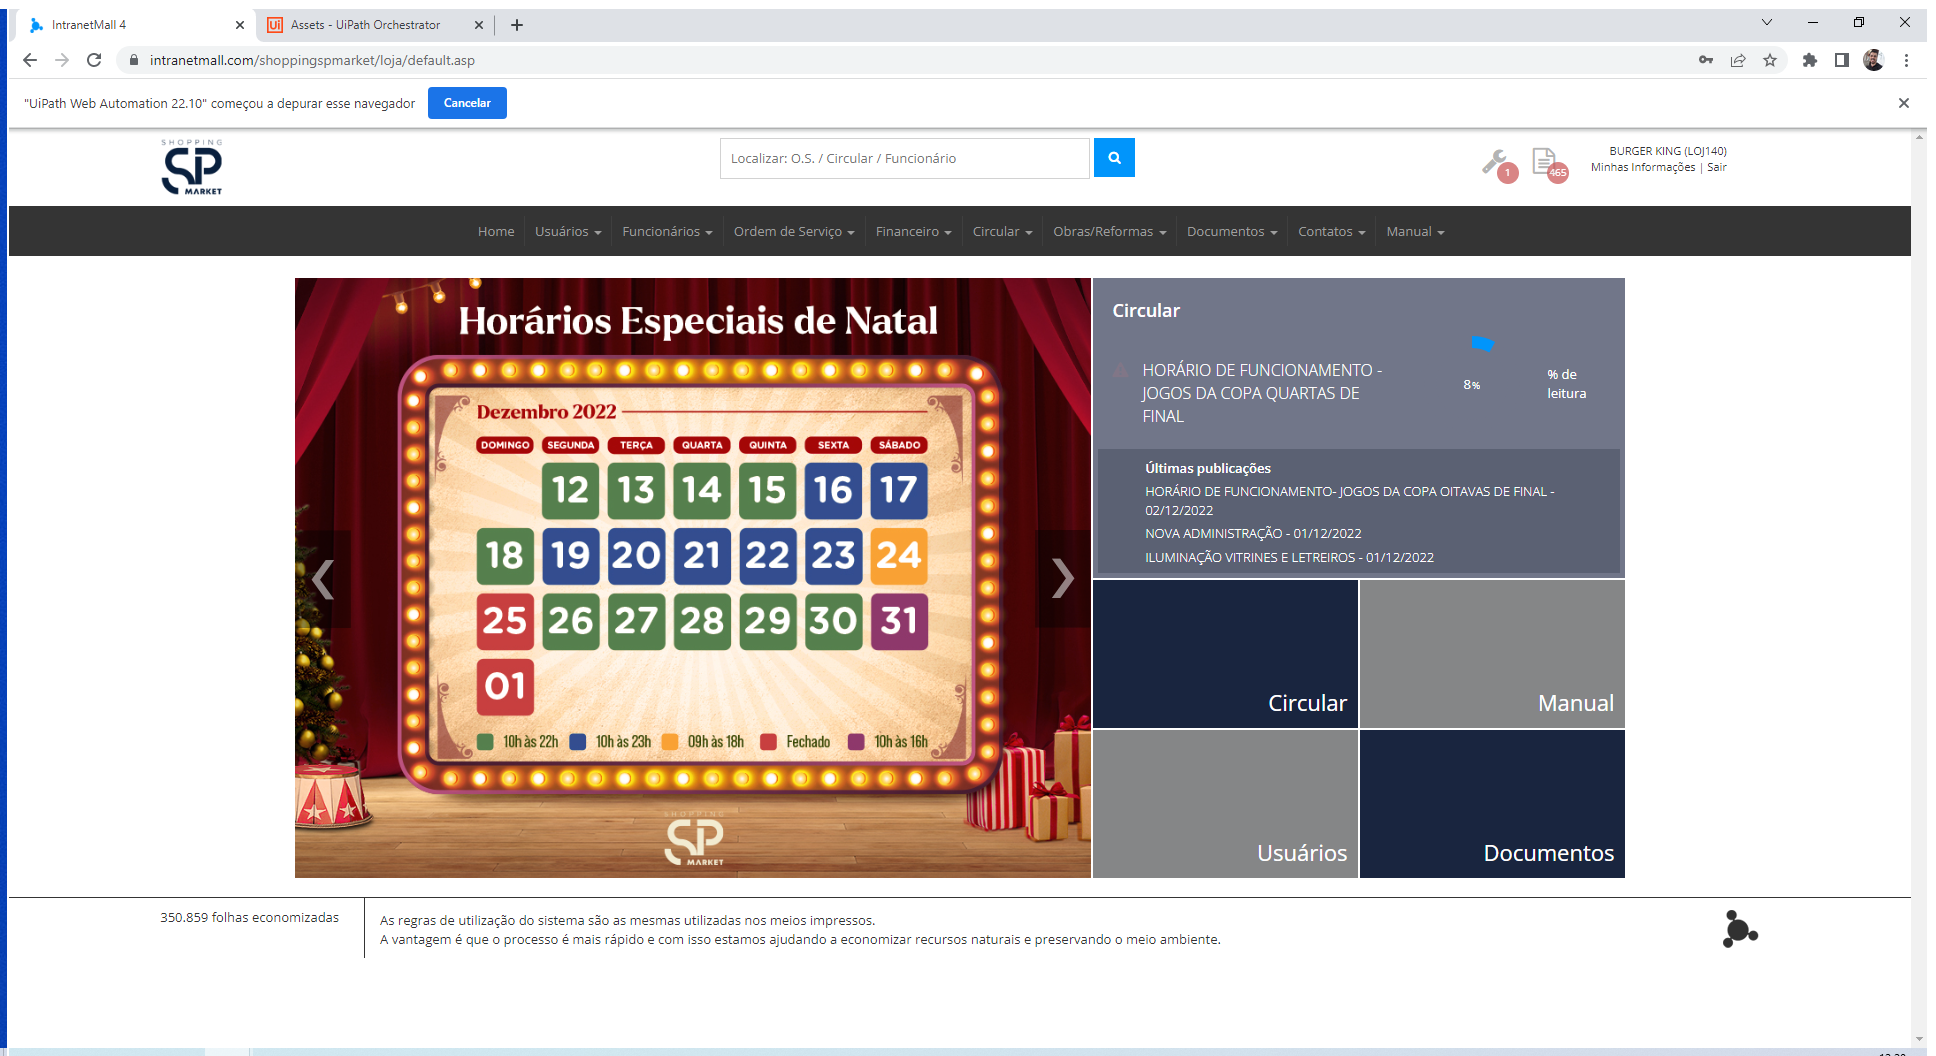 IntranetMall 4
Assets - UiPath Orchestrator
intranetmall.com/shoppingspmarket/loja/default.asp
"UiPath Web Automation 22.10" começou a depurar esse navegador
Cancelar
SHOPPING
SP
MARKET
Localizar: O.S. / Circular / Funcionário
1
465
BURGER KING (LOJ140)
Minhas Informações | Sair
Home
Usuários
Funcionários
Ordem de Serviço
Financeiro
Circular
Obras/Reformas
Documentos
Contatos
Manual
Horários Especiais de Natal
Dezembro 2022
DOMINGO SEGUNDA TERÇA QUARTA QUINTA SEXTA SÁBADO
12 13 14 15 16 17
18 19 20 21 22 23 24
25 26 27 28 29 30 31
01
10h às 22h 10h às 23h 09h às 18h Fechado 10h às 16h
SHOPPING
SP
MARKET
Circular
HORÁRIO DE FUNCIONAMENTO -
JOGOS DA COPA QUARTAS DE
FINAL
8%
% de
leitura
Últimas publicações
HORÁRIO DE FUNCIONAMENTO- JOGOS DA COPA OITAVAS DE FINAL -
02/12/2022
NOVA ADMINISTRAÇÃO - 01/12/2022
ILUMINAÇÃO VITRINES E LETREIROS - 01/12/2022
Circular
Manual
Usuários
Documentos
350.859 folhas economizadas
As regras de utilização do sistema são as mesmas utilizadas nos meios impressos.
A vantagem é que o processo é mais rápido e com isso estamos ajudando a economizar recursos naturais e preservando o meio ambiente.